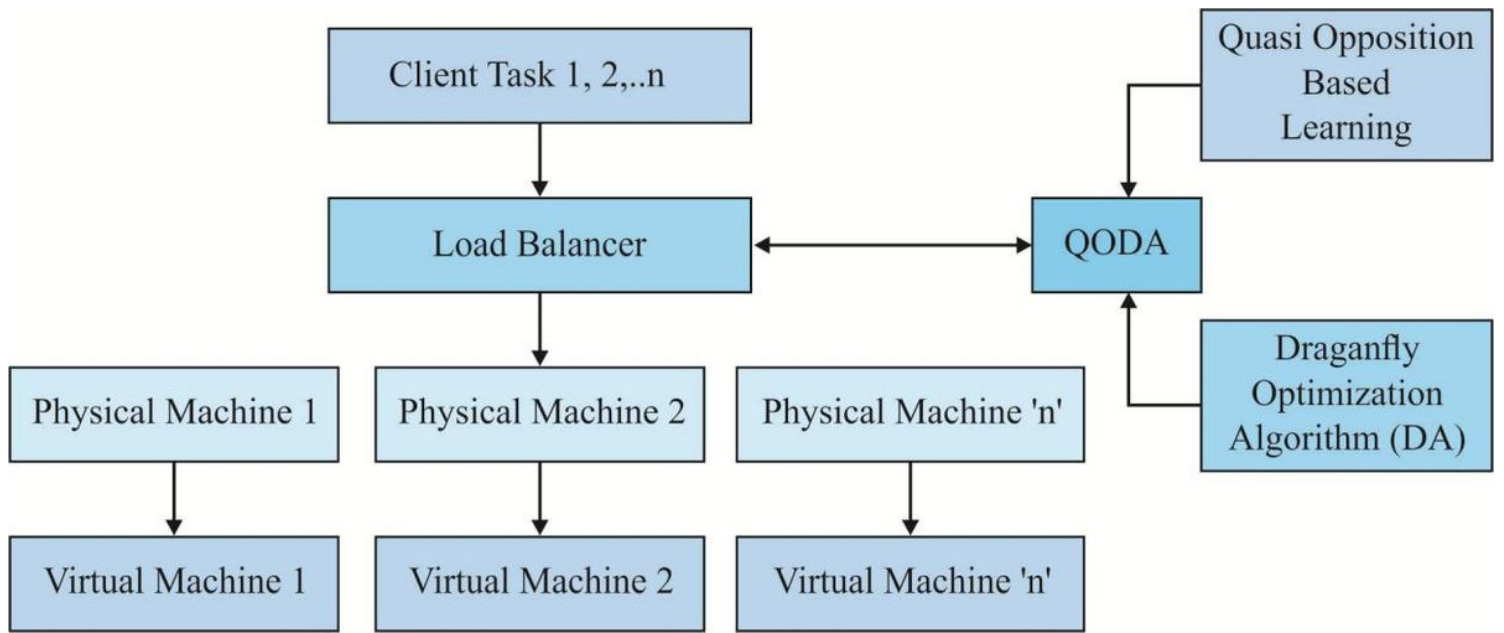 Client Task 1, 2,..n
Quasi Opposition
Based
Learning
Load Balancer
QODA
Draganfly
Optimization
Algorithm (DA)
Physical Machine 1
Physical Machine 2
Physical Machine 'n'
Virtual Machine 1
Virtual Machine 2
Virtual Machine 'n'